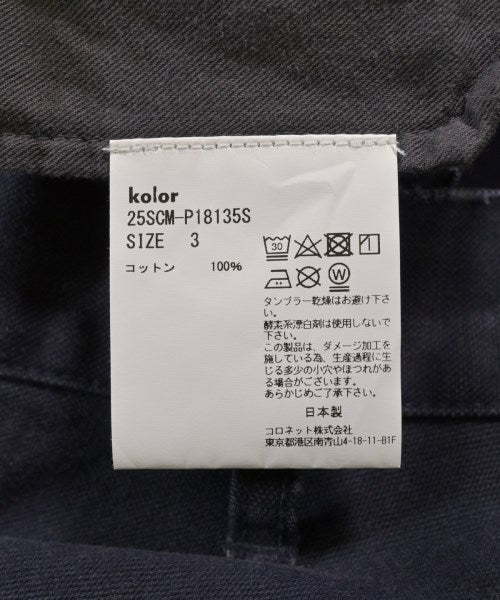 kolor
25SCM-P18135S
SIZE 3
コットン 100%
30
W
タンブラー乾燥はお避け下さ
い。
酵素系漂白剤は使用しないで
下さい。
この製品は、ダメージ加工を
施している為、生産過程に生
じる多少の小穴やほつれがあ
る場合がございます。
あらかじめご了承下さい。
日本製
コロネット株式会社
東京都港区南青山4-18-11-B1F